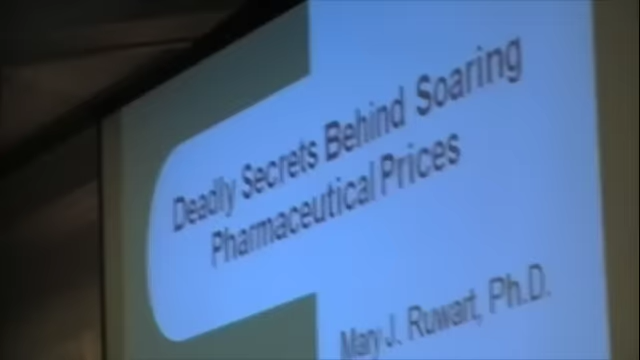 Deadly Secrets Behind Soaring
Pharmaceutical Prices
Mary J. Ruwart, Ph.D.